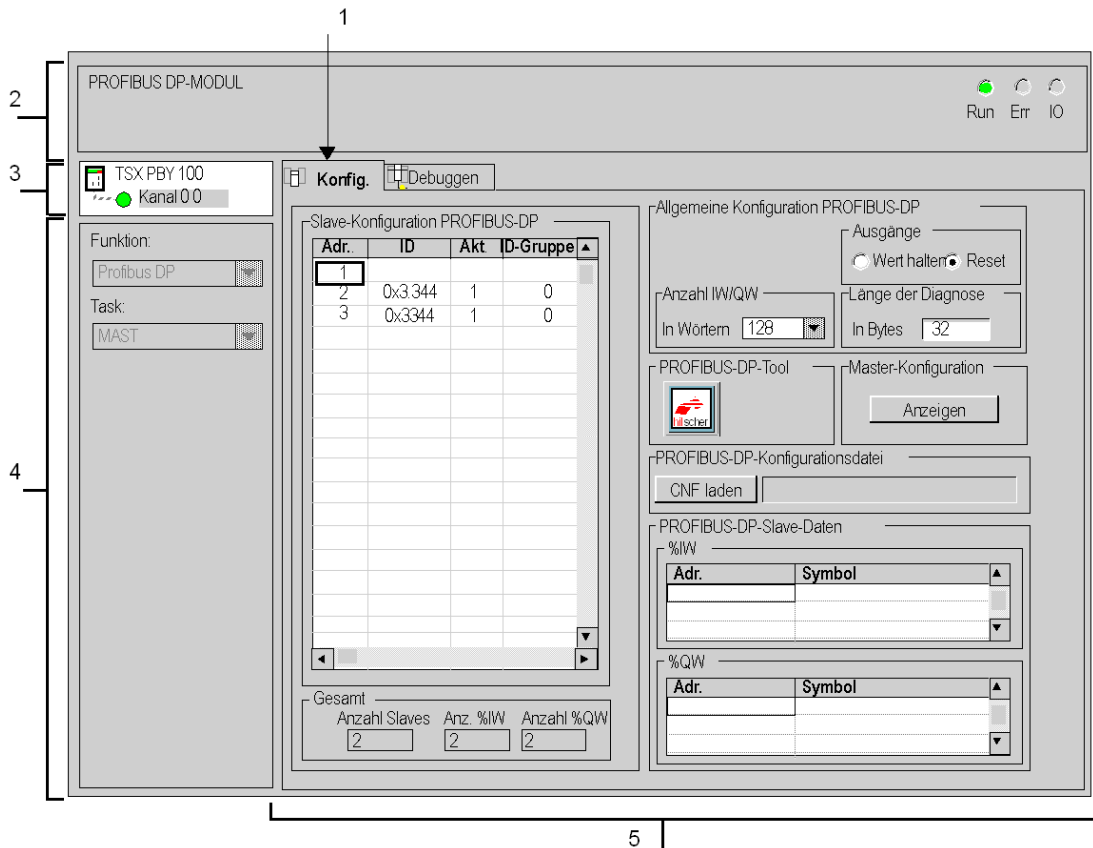 1
2
PROFIBUS DP-MODUL
Run Err IO
3
TSX PBY 100
Kanal 0 0
Konfig.
Debuggen
4
Funktion:
Profibus DP
Task:
MAST
Slave-Konfiguration PROFIBUS-DP
Adr.. ID Akt. ID-Gruppe
1
2 0x3.344 1 0
3 0x3344 1 0
Gesamt
Anzahl Slaves Anz. %IW Anzahl %QW
2 2 2
Allgemeine Konfiguration PROFIBUS-DP
Ausgänge
Wert halten Reset
Anzahl IW/QW
In Wörtern 128
Länge der Diagnose
In Bytes 32
PROFIBUS-DP-Tool
hilscher
Master-Konfiguration
Anzeigen
PROFIBUS-DP-Konfigurationsdatei
CNF laden
PROFIBUS-DP-Slave-Daten
%IW
Adr. Symbol
%QW
Adr. Symbol
5